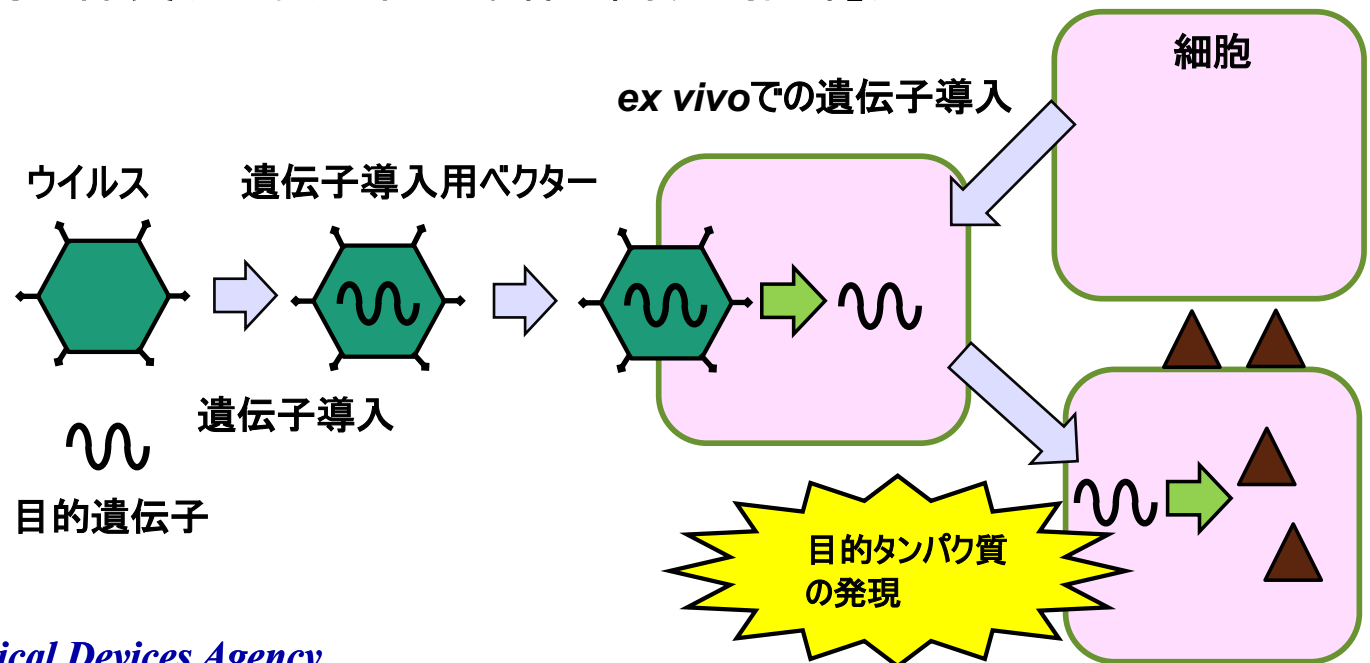 細胞
ex vivoでの遺伝子導入
ウイルス
遺伝子導入用ベクター
遺伝子導入
目的遺伝子
目的タンパク質
の発現
ical Devices Agency